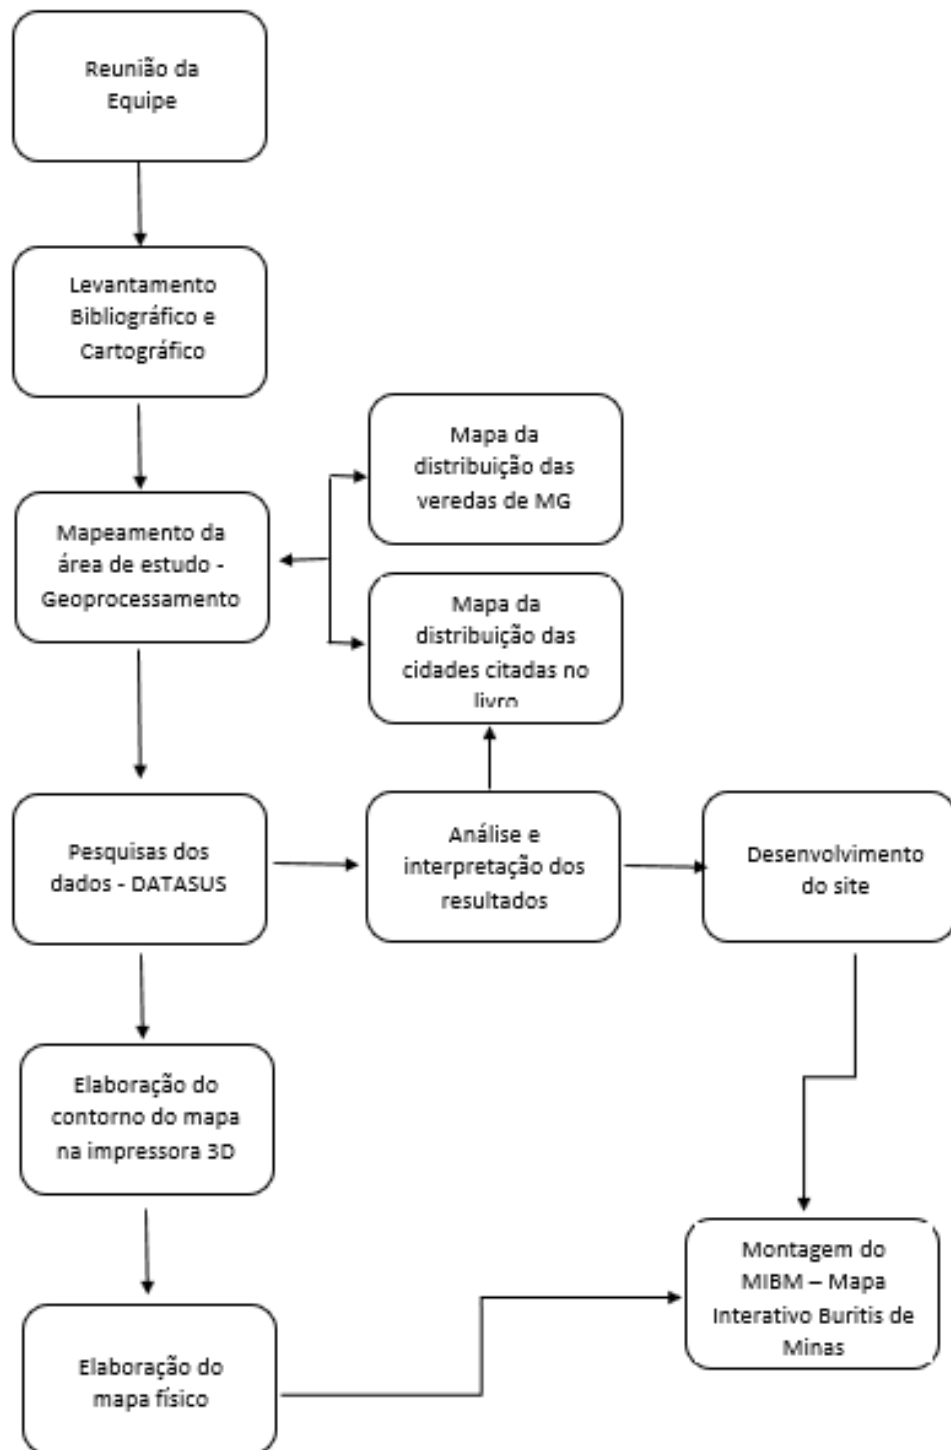 Reunião da
Equipe
Levantamento
Bibliográfico e
Cartográfico
Mapa da
distribuição das
veredas de MG
Mapeamento da
área de estudo -
Geoprocessamento
Mapa da
distribuição das
cidades citadas no
livro
Pesquisas dos
dados - DATASUS
Análise e
interpretação dos
resultados
Desenvolvimento
do site
Elaboração do
contorno do mapa
na impressora 3D
Montagem do
MIBM – Mapa
Interativo Buritis de
Minas
Elaboração do
mapa físico